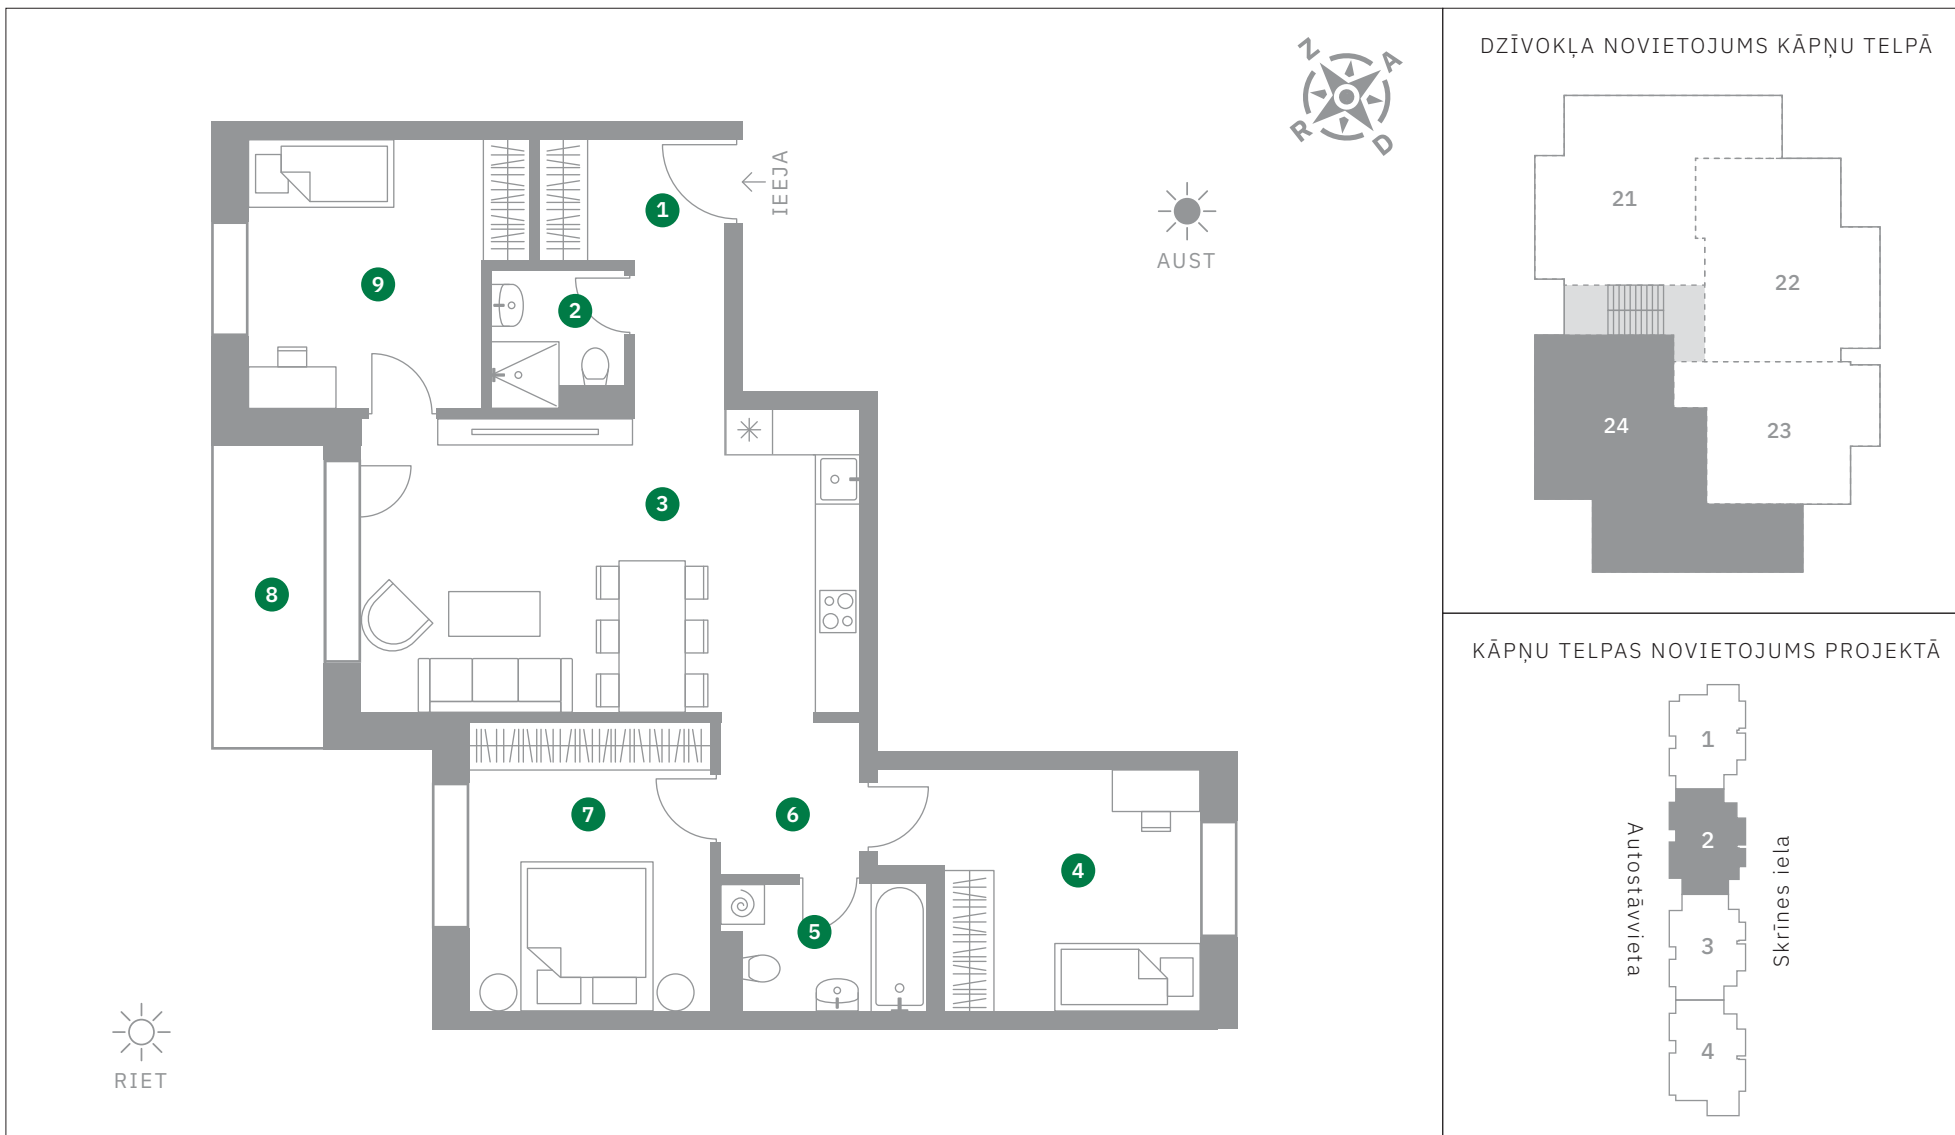 Z
A
R
D
IEEJA
AUST
RIET
1
2
3
4
5
6
7
8
9
DZĪVOKĻA NOVIETOJUMS KĀPŅU TELPĀ
21
22
23
24
KĀPŅU TELPAS NOVIETOJUMS PROJEKTĀ
1
2
3
4
Autostāvvieta
Skrīnes iela